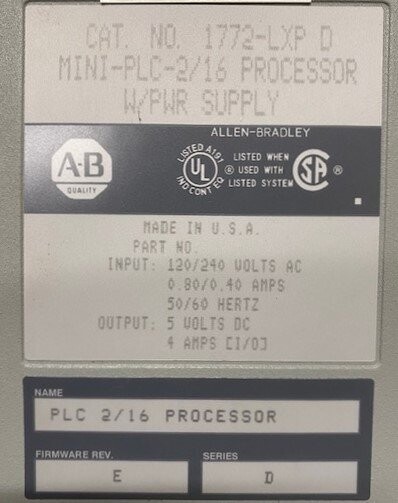 CAT. NO. 1772-LXP D
MINI-PLC-2/16 PROCESSOR
W/PWR SUPPLY
ALLEN-BRADLEY
A-B
QUALITY
LISTED A191
UL
IND CONT EQ
LISTED WHEN
® USED WITH
LISTED SYSTEM
SA ®
MADE IN U.S.A.
PART NO.
INPUT: 120/240 VOLTS AC
0.80/0.40 AMPS
50/60 HERTZ
OUTPUT: 5 VOLTS DC
4 AMPS [I/O]
NAME
PLC 2/16 PROCESSOR
FIRMWARE REV. SERIES
E D